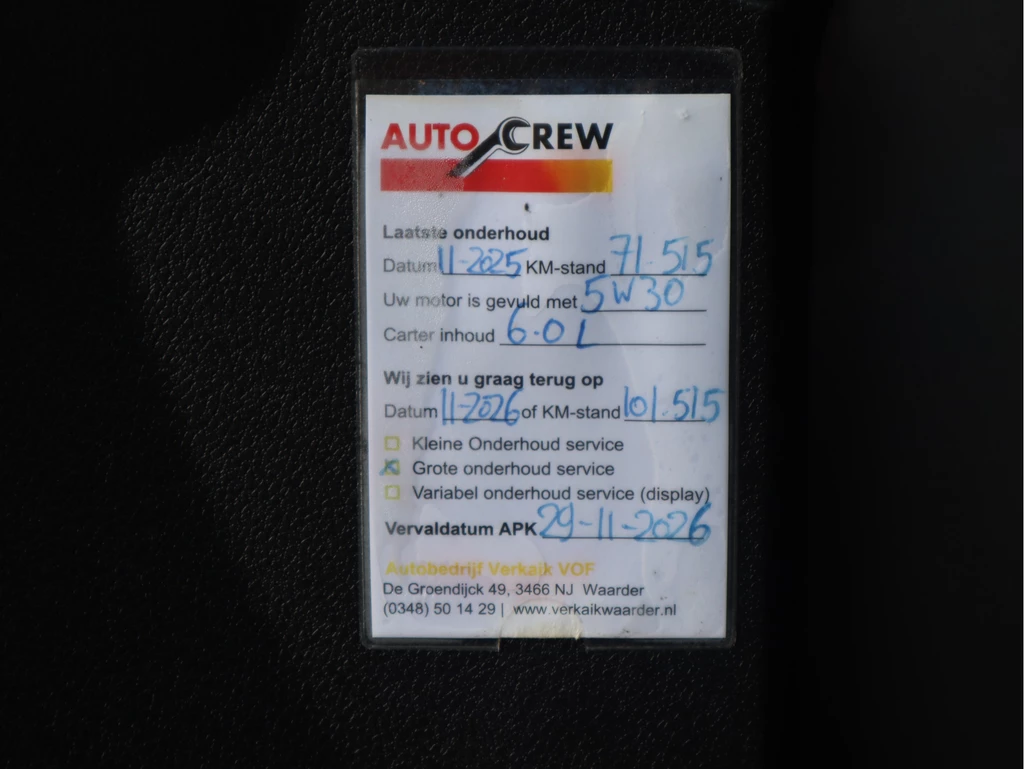 AUTO CREW
Laatste onderhoud
Datum 11-2025 KM-stand 71.515
Uw motor is gevuld met 5W30
Carter inhoud 6.0 L
Wij zien u graag terug op
Datum 11-2026 of KM-stand 101.515
Kleine Onderhoud service
Grote onderhoud service
Variabel onderhoud service (display)
Vervaldatum APK 29-11-2026
Autobedrijf Verkaik VOF
De Groendijck 49, 3466 NJ Waarder
(0348) 50 14 29 | www.verkaikwaarder.nl